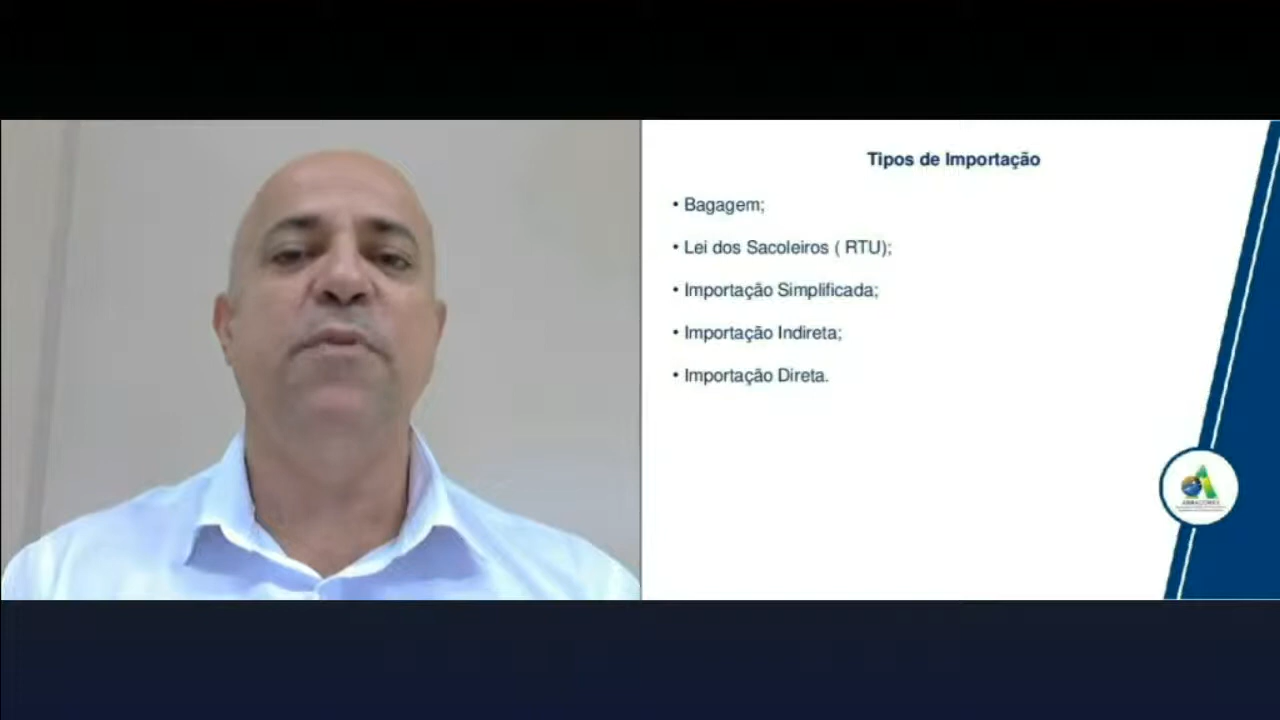 Tipos de Importação
• Bagagem;
• Lei dos Sacoleiros ( RTU);
• Importação Simplificada;
• Importação Indireta;
• Importação Direta.